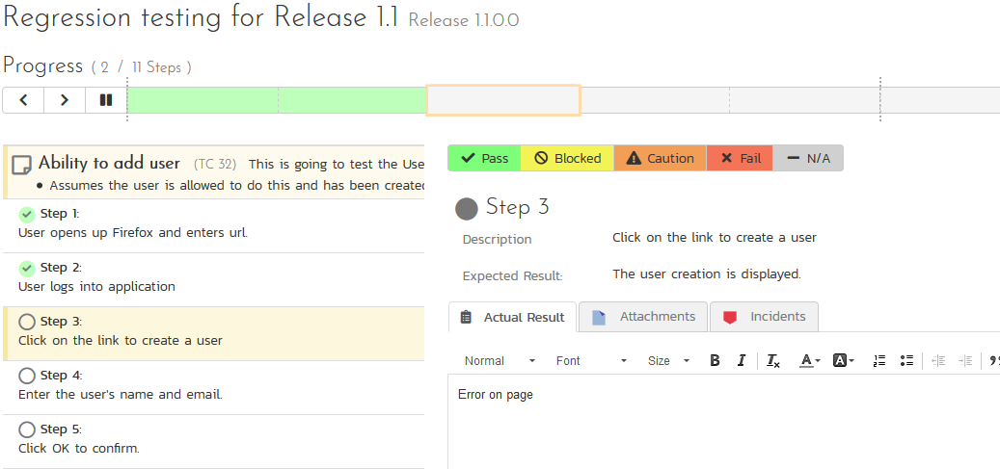 Regression testing for Release 1.1 Release 1.1.0.0
Progress ( 2 / 11 Steps )
Ability to add user (TC 32) This is going to test the Use
• Assumes the user is allowed to do this and has been created
Step 1:
User opens up Firefox and enters url.
Step 2:
User logs into application
Step 3:
Click on the link to create a user
Step 4:
Enter the user's name and email.
Step 5:
Click OK to confirm.
Pass Blocked Caution Fail N/A
Step 3
Description Click on the link to create a user
Expected Result: The user creation is displayed.
Actual Result Attachments Incidents
Normal Font Size B I Tx A A
Error on page